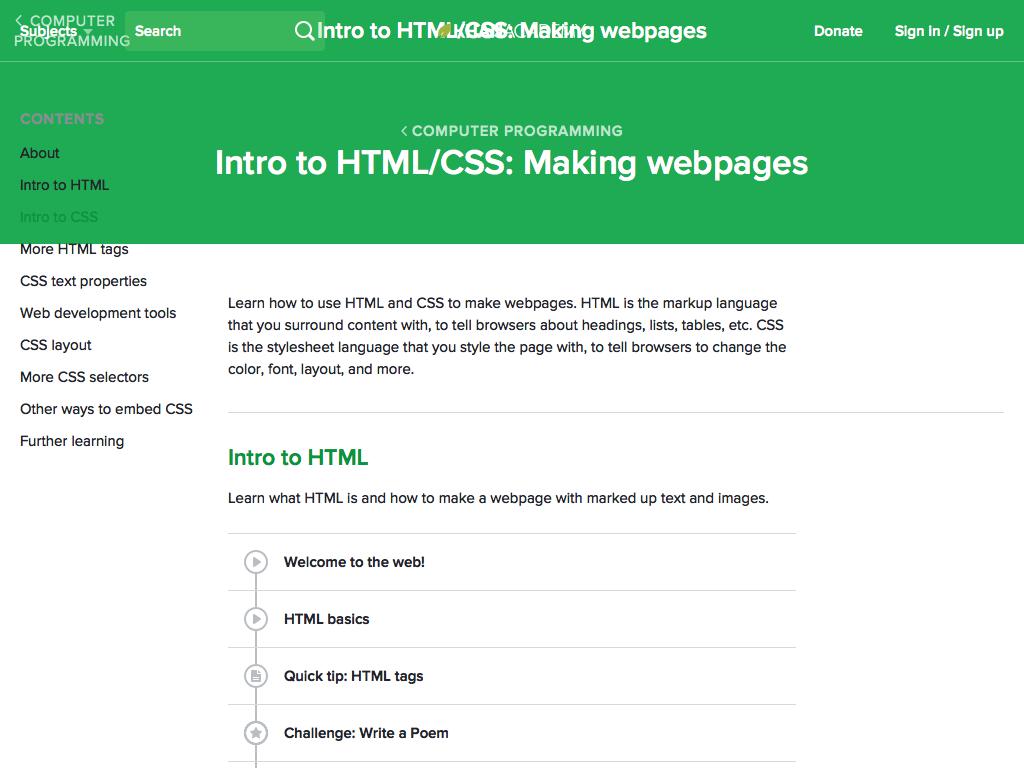 COMPUTER
PROGRAMMING
Subjects
Search
Intro to HTML/CSS: Making webpages
Donate
Sign in / Sign up
COMPUTER PROGRAMMING
Intro to HTML/CSS: Making webpages
CONTENTS
About
Intro to HTML
Intro to CSS
More HTML tags
CSS text properties
Web development tools
CSS layout
More CSS selectors
Other ways to embed CSS
Further learning
Learn how to use HTML and CSS to make webpages. HTML is the markup language
that you surround content with, to tell browsers about headings, lists, tables, etc. CSS
is the stylesheet language that you style the page with, to tell browsers to change the
color, font, layout, and more.
Intro to HTML
Learn what HTML is and how to make a webpage with marked up text and images.
Welcome to the web!
HTML basics
Quick tip: HTML tags
Challenge: Write a Poem